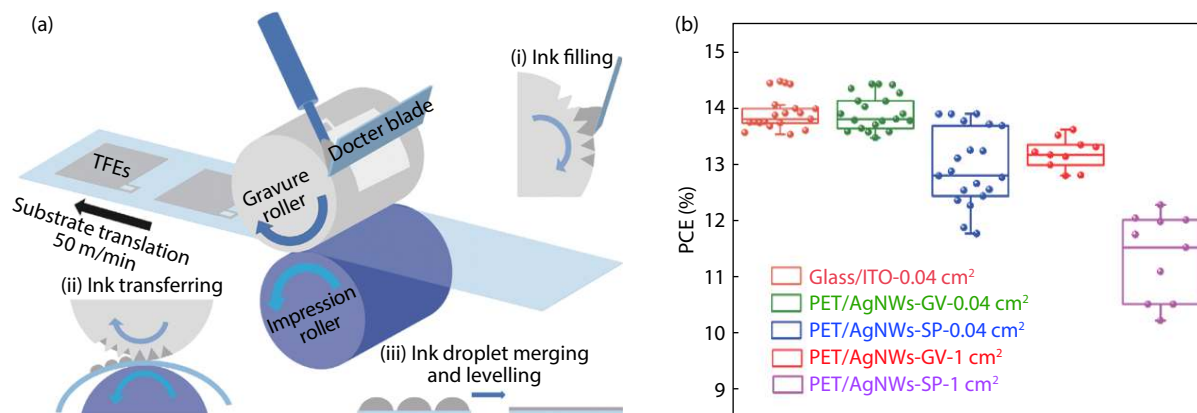 (a)
Docter blade
(i) Ink filling
TFEs
Gravure
roller
Substrate translation
50 m/min
(ii) Ink transferring
Impression
roller
(iii) Ink droplet merging
and levelling
(b)
PCE (%)
15
14
13
12
11
10
9
Glass/ITO-0.04 cm²
PET/AgNWs-GV-0.04 cm²
PET/AgNWs-SP-0.04 cm²
PET/AgNWs-GV-1 cm²
PET/AgNWs-SP-1 cm²